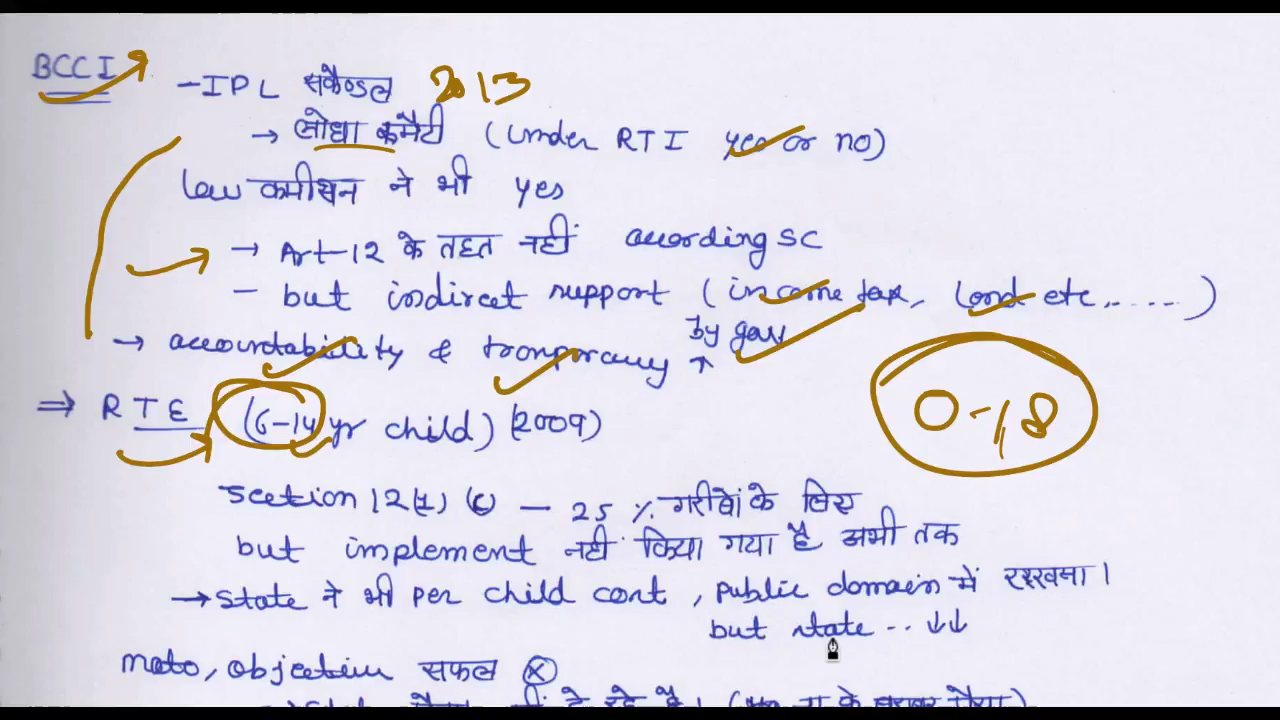 BCCI
- IPL सकैण्डल 2013
→ लोधा कमैटी (under RTI yes or no)
Law कमीशन ने भी yes
→ Art-12 के तहत नहीं according SC
- but indirect support (income tax, land etc.......)
by gov
→ accountability & tranparancy ↑
⇒ RTE (6-14 yr child) (2009)
0-18
Section 12(1) (c) - 25 % गरीबों के लिए
but implement नहीं किया गया है अभी तक
→ State ने भी per child cost, public domain में रखना।
but state .. ↓↓
moto, objective सफल ⓧ